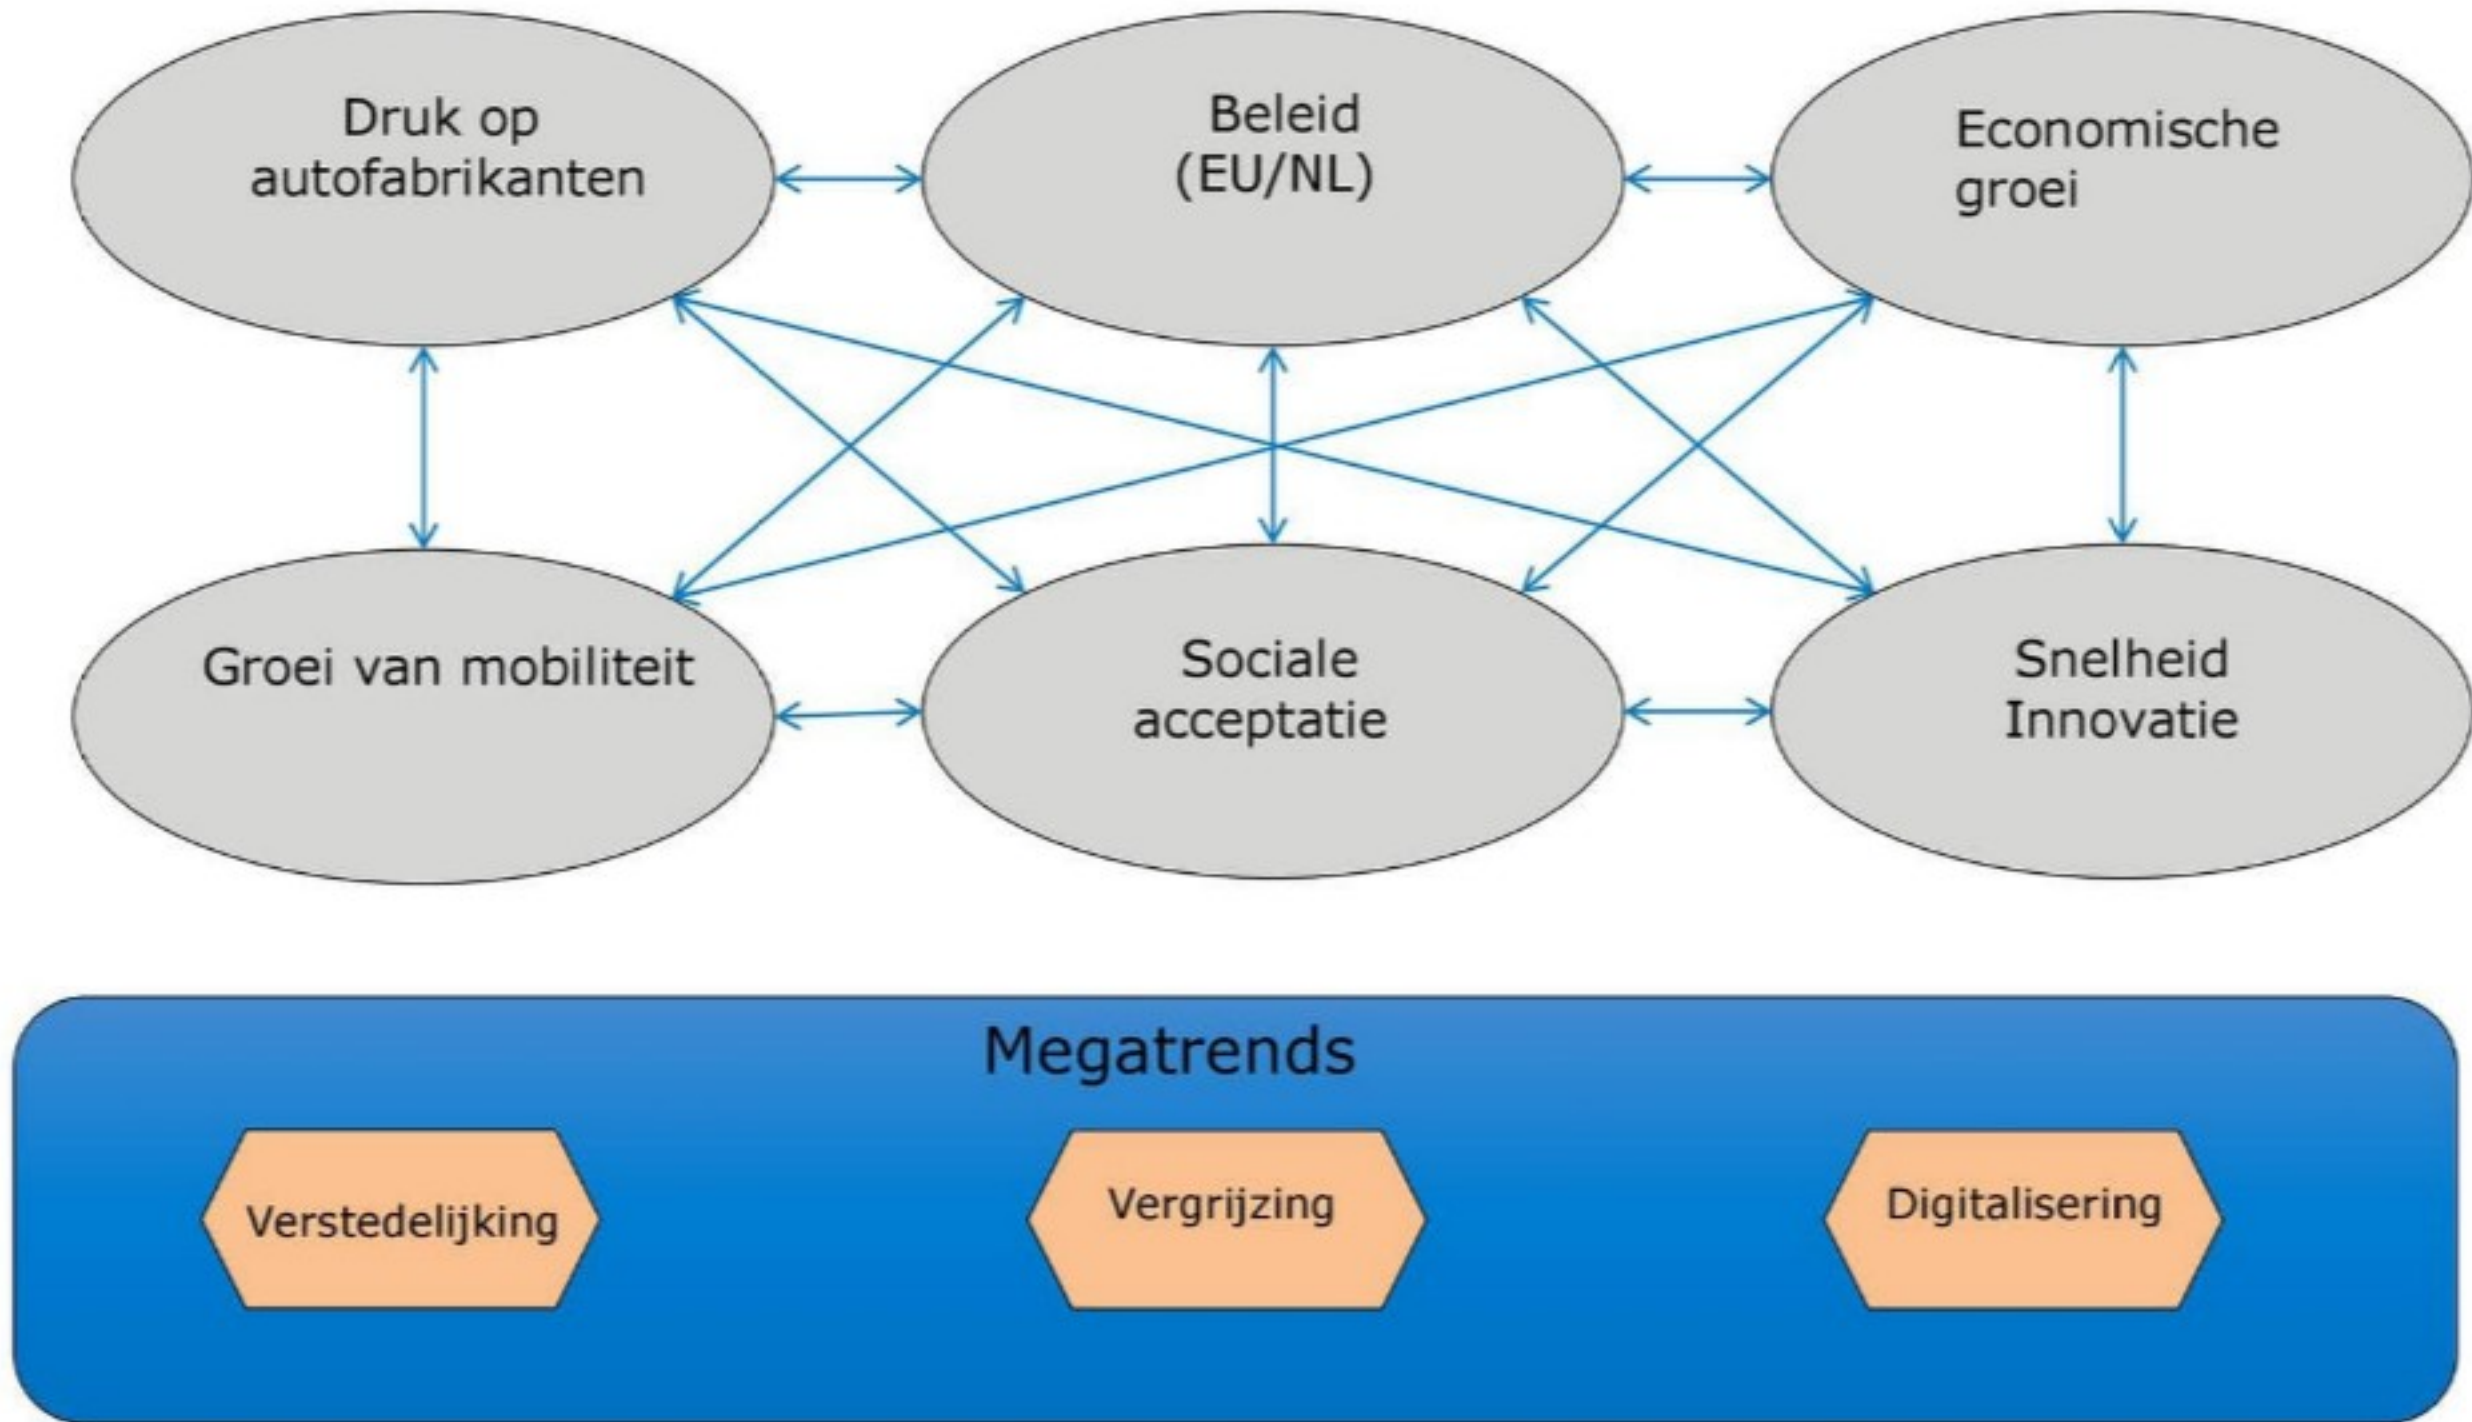 Druk op
autofabrikanten
Beleid
(EU/NL)
Economische
groei
Groei van mobiliteit
Sociale
acceptatie
Snelheid
Innovatie
Megatrends
Verstedelijking
Vergrijzing
Digitalisering